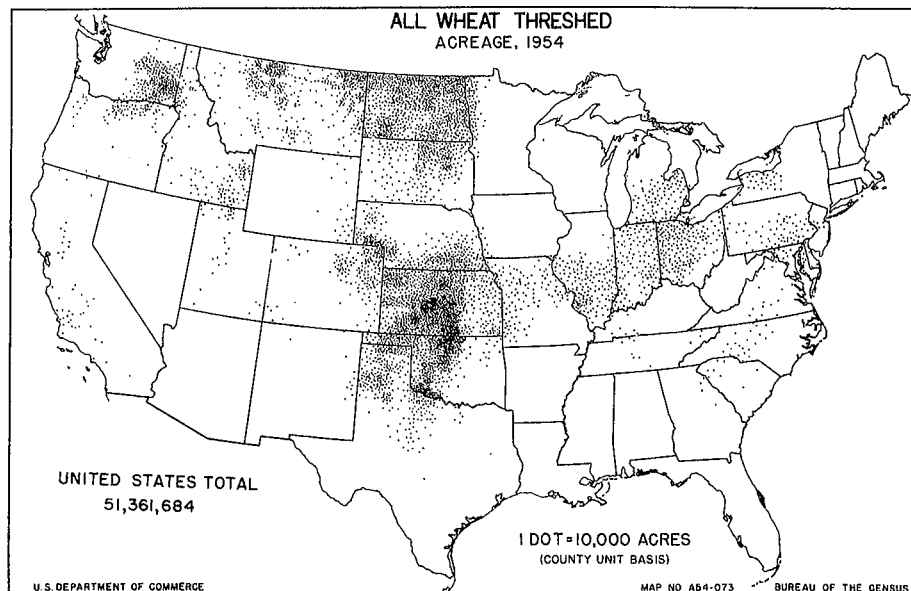 ALL WHEAT THRESHED
ACREAGE, 1954
UNITED STATES TOTAL
51,361,684
1 DOT=10,000 ACRES
(COUNTY UNIT BASIS)
U.S. DEPARTMENT OF COMMERCE
MAP NO A54-073
BUREAU OF THE CENSUS